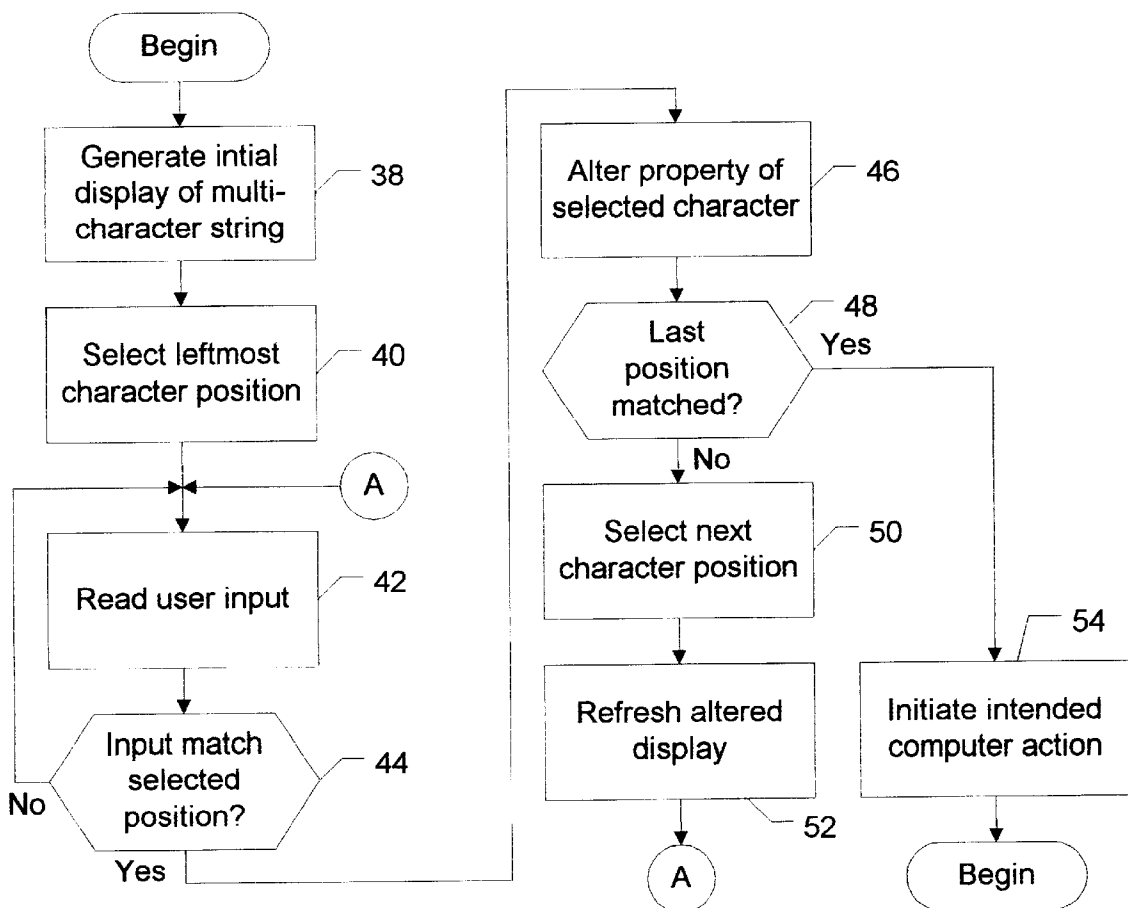 Begin
Generate intial
display of multi-
character string
38
Select leftmost
character position
40
A
Read user input
42
Input match
selected
position?
44
No
Yes
Alter property of
selected character
46
Last
position
matched?
48
Yes
No
Select next
character position
50
Refresh altered
display
52
A
54
Initiate intended
computer action
Begin